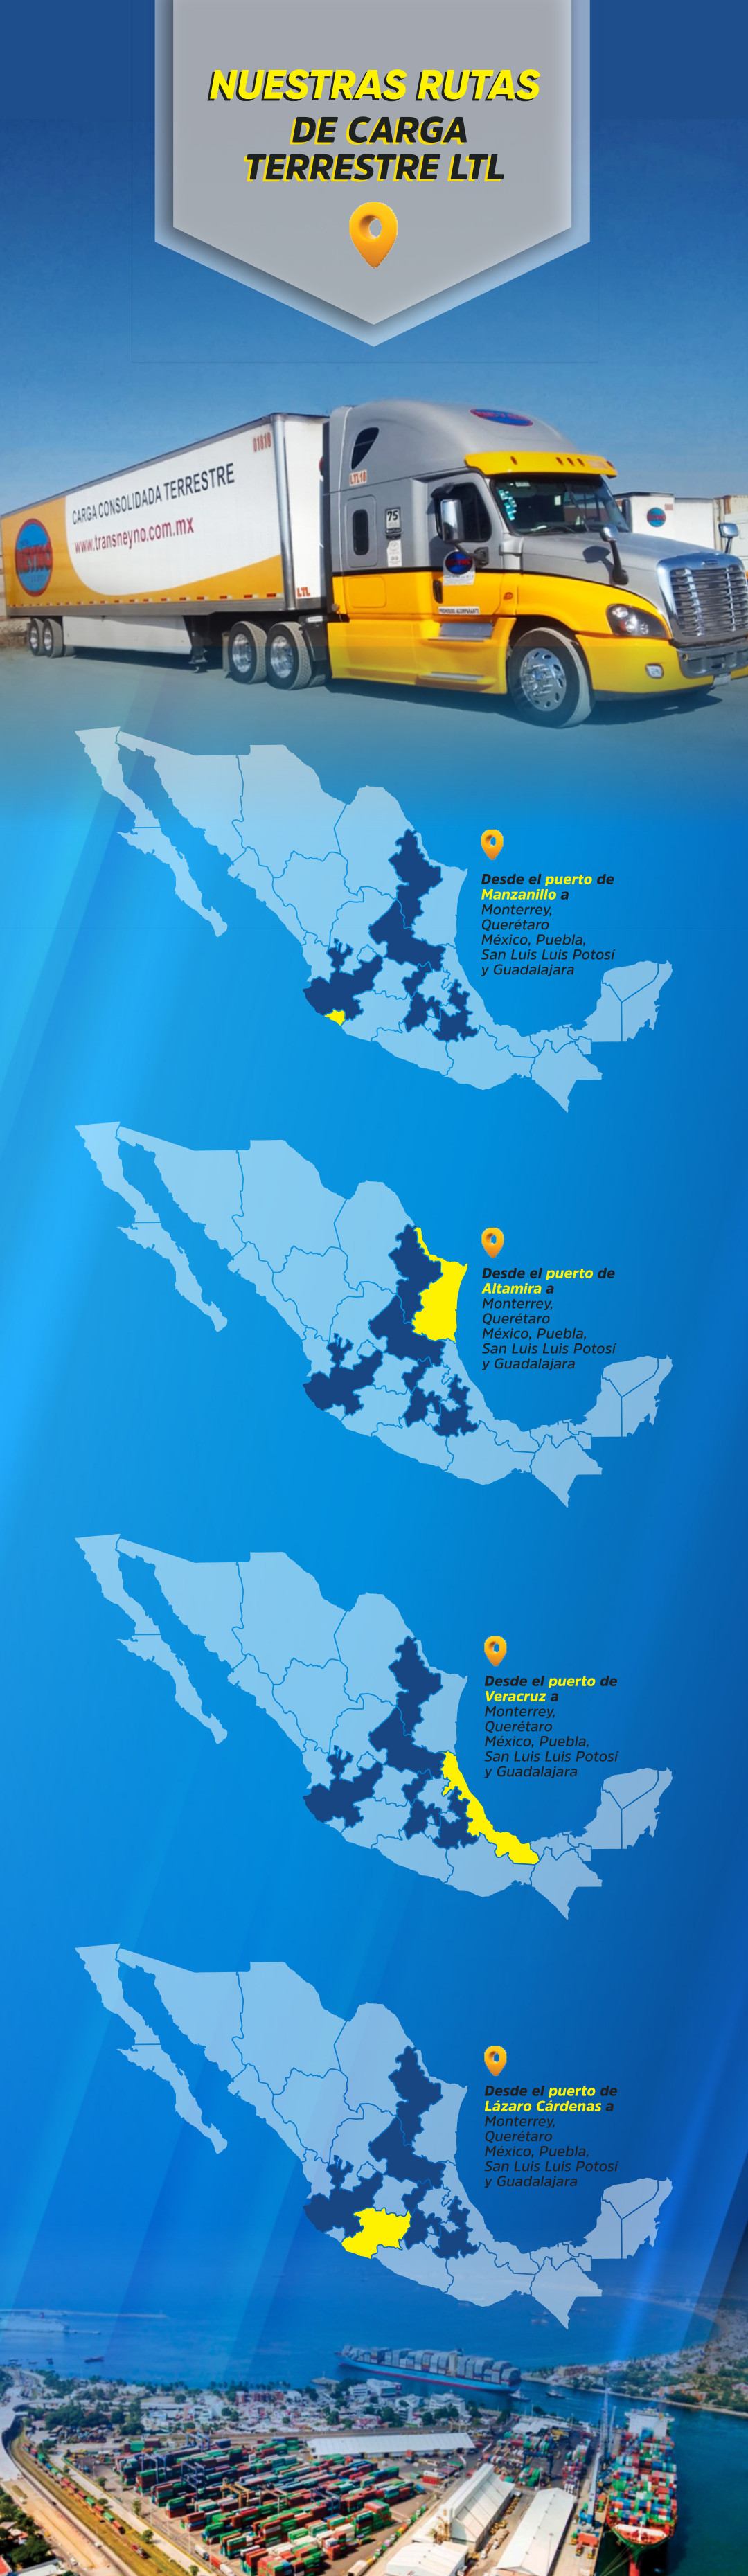 NUESTRAS RUTAS
DE CARGA
TERRESTRE LTL
01018
CARGA CONSOLIDADA TERRESTRE
www.transneyno.com.mx
LTL
LTL18
75
Desde el puerto de
Manzanillo a
Monterrey,
Querétaro
México, Puebla,
San Luis Luis Potosí
y Guadalajara
Desde el puerto de
Altamira a
Monterrey,
Querétaro
México, Puebla,
San Luis Luis Potosí
y Guadalajara
Desde el puerto de
Veracruz a
Monterrey,
Querétaro
México, Puebla,
San Luis Luis Potosí
y Guadalajara
Desde el puerto de
Lázaro Cárdenas a
Monterrey,
Querétaro
México, Puebla,
San Luis Luis Potosí
y Guadalajara